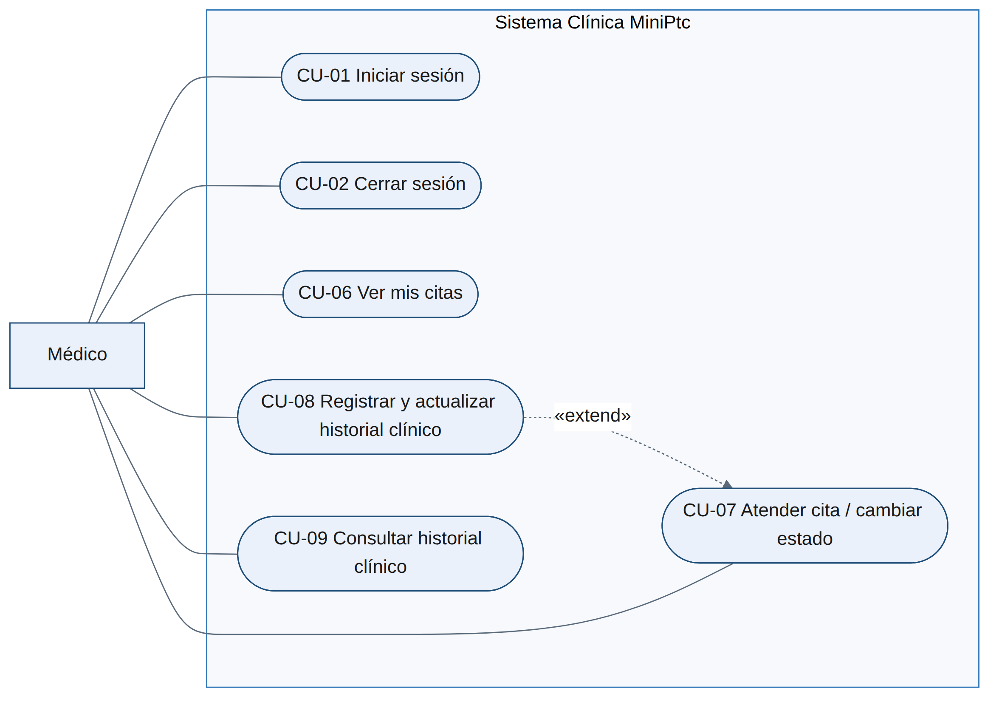 Sistema Clínica MiniPtc
CU-01 Iniciar sesión
CU-02 Cerrar sesión
CU-06 Ver mis citas
Médico
CU-08 Registrar y actualizar
historial clínico
«extend»
CU-07 Atender cita / cambiar
estado
CU-09 Consultar historial
clínico